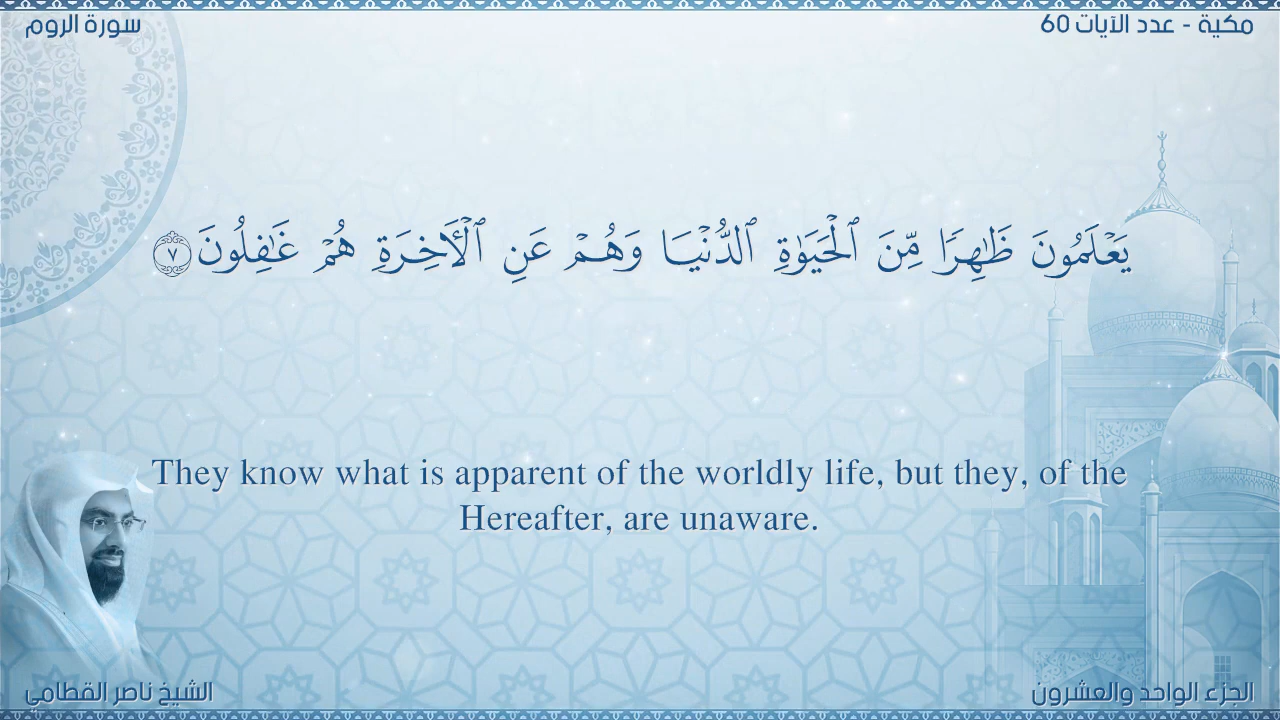 سورة الروم
مكية - عدد الآيات 60
يَعْلَمُونَ ظَٰهِرًا مِّنَ ٱلْحَيَوٰةِ ٱلدُّنْيَا وَهُمْ عَنِ ٱلْءَاخِرَةِ هُمْ غَٰفِلُونَ ٧
They know what is apparent of the worldly life, but they, of the
Hereafter, are unaware.
الشيخ ناصر القطامي
الجزء الواحد والعشرون